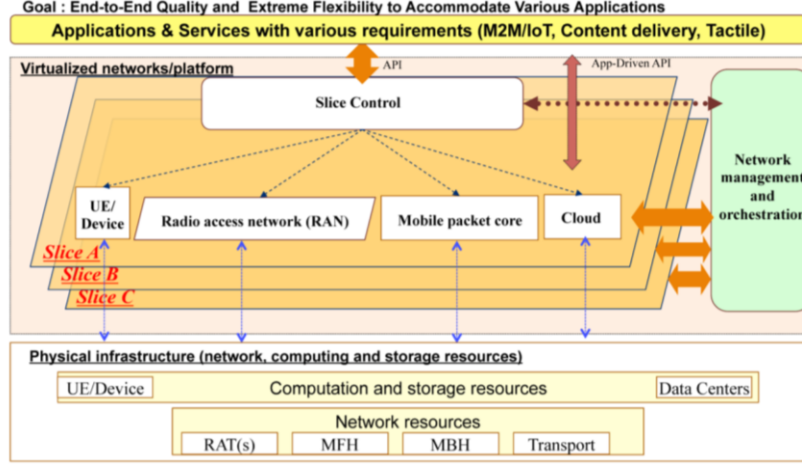 Goal : End-to-End Quality and Extreme Flexibility to Accommodate Various Applications
Applications & Services with various requirements (M2M/IoT, Content delivery, Tactile)
Virtualized networks/platform
API
App-Driven API
Slice Control
Network
management
and
orchestration
UE/
Device
Radio access network (RAN)
Mobile packet core
Cloud
Slice A
Slice B
Slice C
Physical infrastructure (network, computing and storage resources)
UE/Device
Computation and storage resources
Data Centers
Network resources
RAT(s)
MFH
MBH
Transport